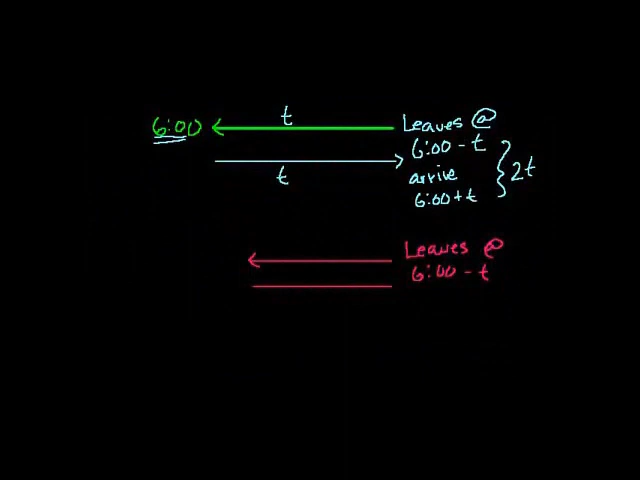 6:00
t
Leaves @
6:00 - t
t
arrive
6:00 + t
2t
Leaves @
6:00 - t